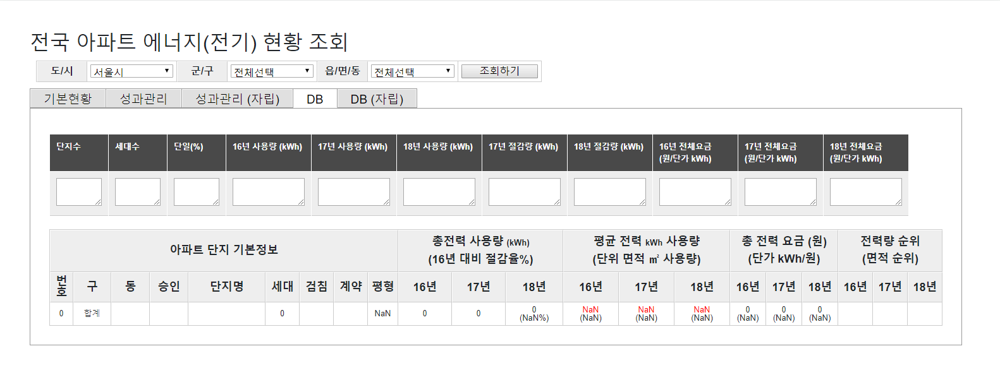 전국 아파트 에너지(전기) 현황 조회
도/시 서울시 군/구 전체선택 읍/면/동 전체선택 조회하기
기본현황 성과관리 성과관리 (자립) DB DB (자립)
단지수 세대수 단일(%) 16년 사용량 (kWh) 17년 사용량 (kWh) 18년 사용량 (kWh) 17년 절감량 (kWh) 18년 절감량 (kWh) 16년 전체요금 17년 전체요금 18년 전체요금
(원/단가 kWh) (원/단가 kWh) (원/단가 kWh)
아파트 단지 기본정보 총전력 사용량 (kWh) 평균 전력 kWh 사용량 총 전력 요금 (원) 전력량 순위
(16년 대비 절감율%) (단위 면적 ㎡ 사용량) (단가 kWh/원) (면적 순위)
번호 구 동 승인 단지명 세대 검침 계약 평형 16년 17년 18년 16년 17년 18년 16년 17년 18년 16년 17년 18년
0 합계 0 NaN 0 0 0 NaN NaN NaN 0 0 0
(NaN%) (NaN) (NaN) (NaN) (NaN) (NaN) (NaN)